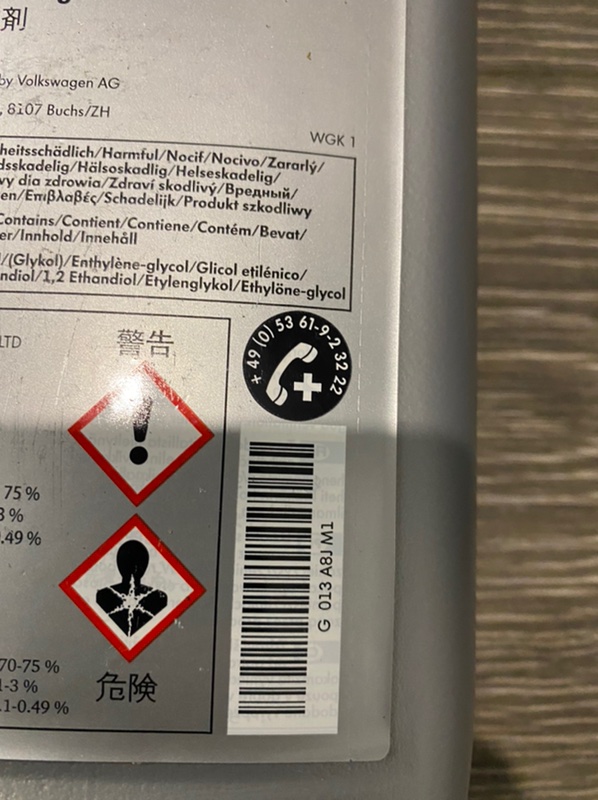 剤
by Volkswagen AG
, 8107 Buchs/ZH
WGK 1
heitsschädlich/Harmful/Nocif/Nocivo/Zararlý/
dsskadelig/Hälsoskadlig/Helseskadelig/
vy dia zdrowia/Zdraví skodlivý/Вредный/
en/Επιβλαβές/Schadelijk/Produkt szkodliwy
Contains/Contient/Contiene/Contém/Bevat/
er/Innhold/Innehåll
l/(Glykol)/Enthylène-glycol/Glicol etilénico/
ndiol/1,2 Ethandiol/Etylenglykol/Ethylöne-glycol
LTD
警告
+ 49 (0) 53 61-9-2 32 22
75 %
3 %
.49 %
G 013 A8J M1
70-75 %
1-3 %
.1-0.49 %
危険